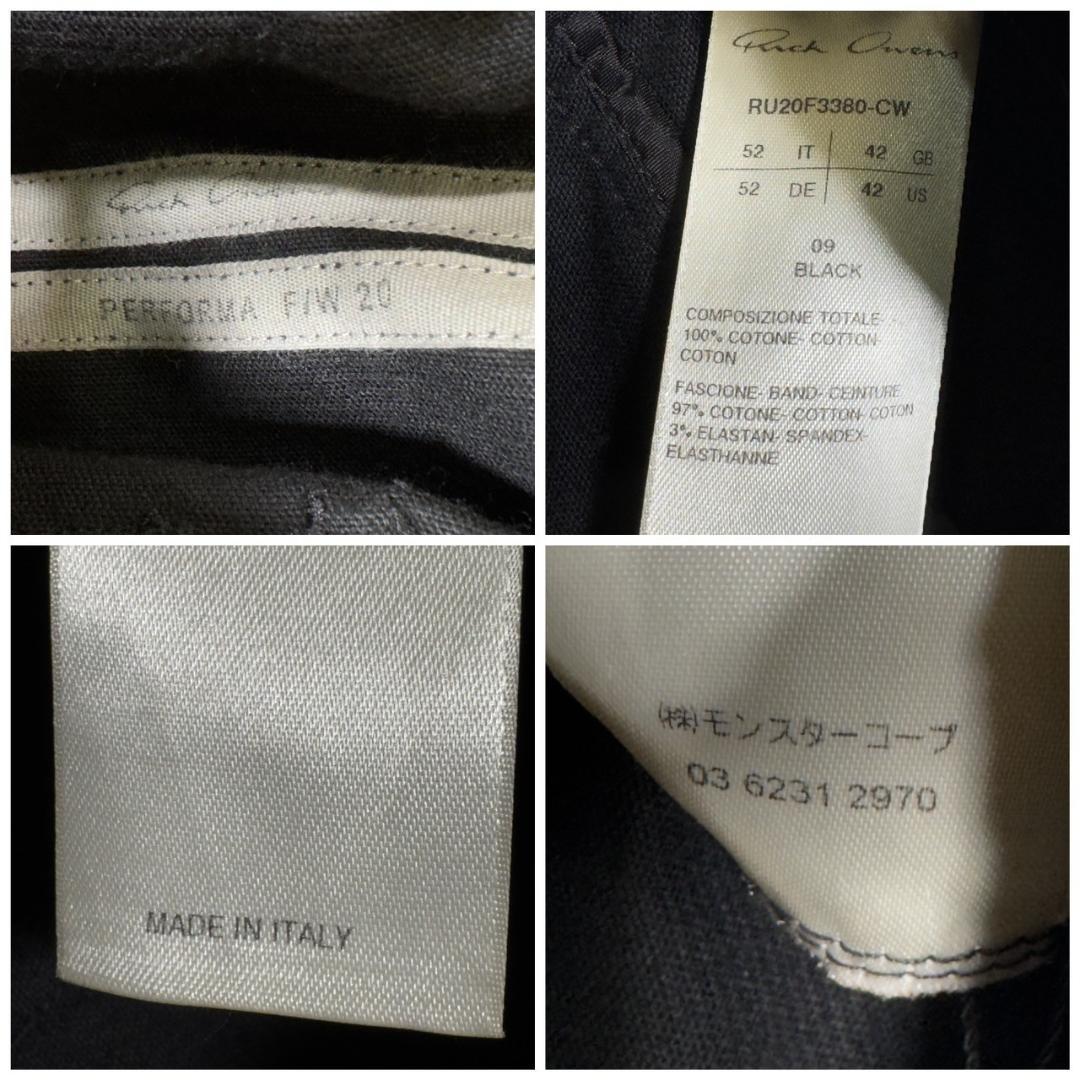 Rick Owens
PERFORMA F/W 20
Rick Owens
RU20F3380-CW
52 IT 42 GB
52 DE 42 US
09
BLACK
COMPOSIZIONE TOTALE-
100% COTONE- COTTON-
COTON
FASCIONE- BAND- CEINTURE
97% COTONE- COTTON- COTON
3% ELASTAN- SPANDEX-
ELASTHANNE
MADE IN ITALY
㈱モンスターコープ
03 6231 2970